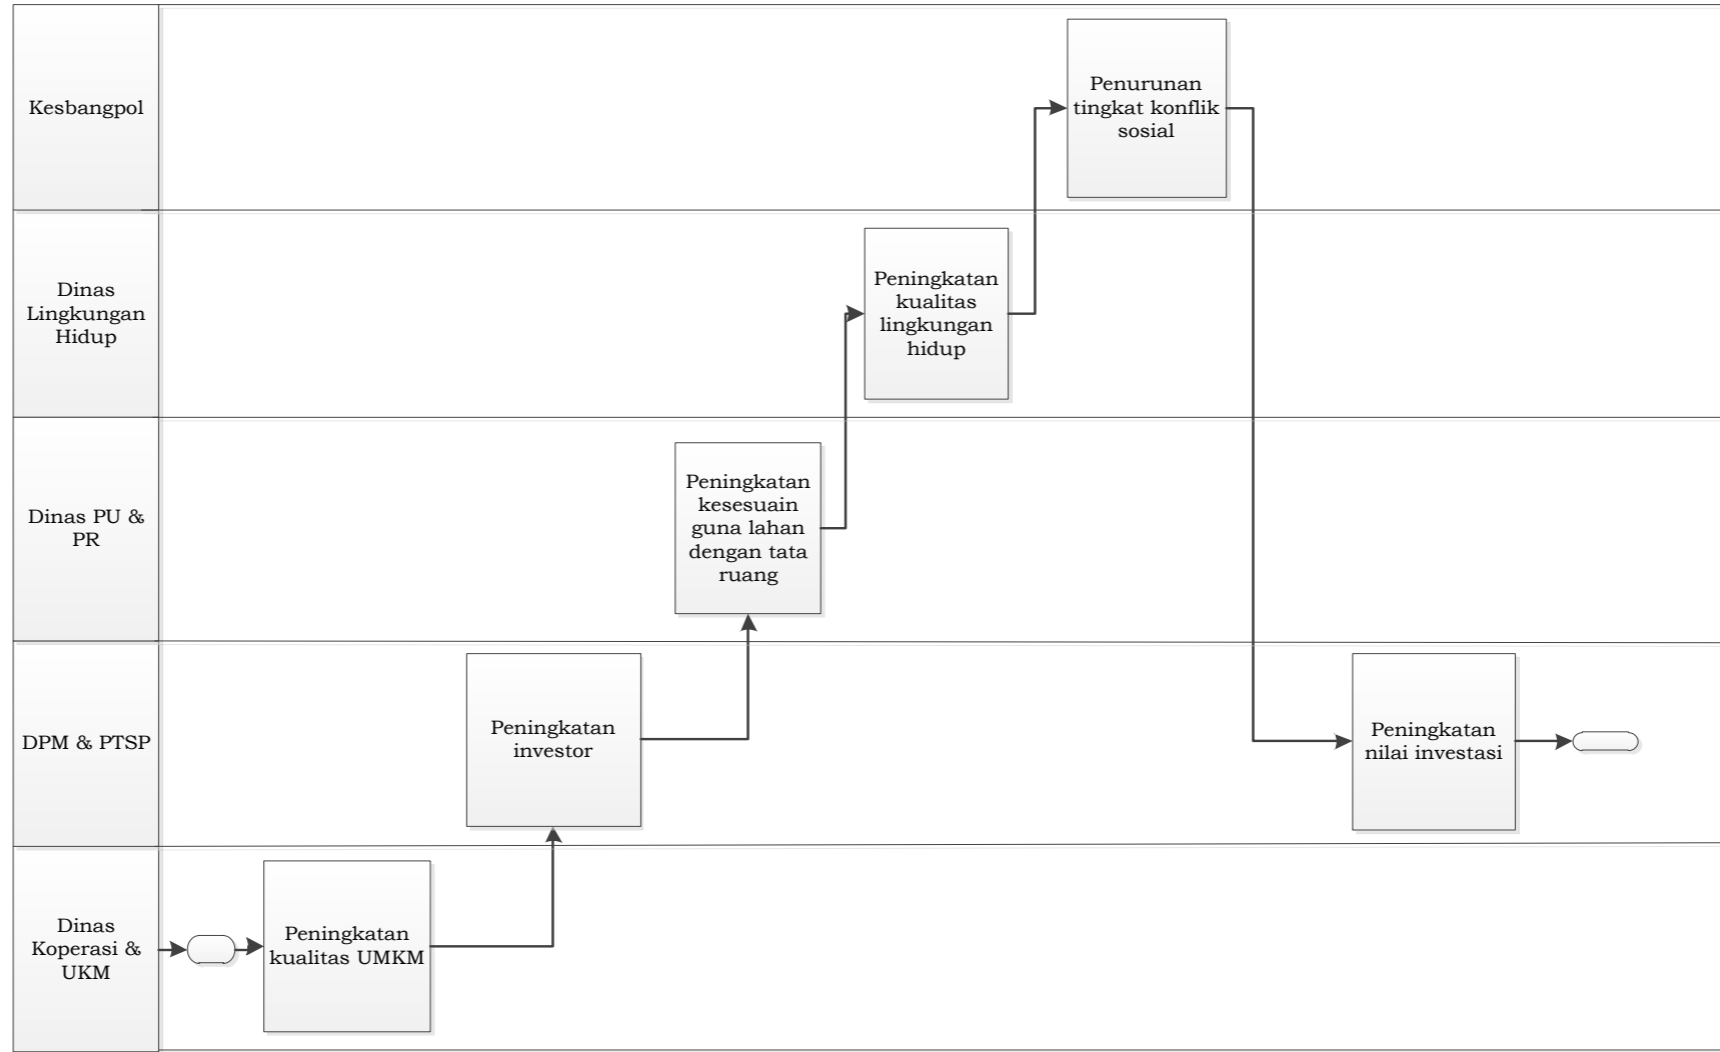 Kesbangpol
Penurunan
tingkat konflik
sosial
Dinas
Lingkungan
Hidup
Peningkatan
kualitas
lingkungan
hidup
Dinas PU &
PR
Peningkatan
kesesuain
guna lahan
dengan tata
ruang
DPM & PTSP
Peningkatan
investor
Peningkatan
nilai investasi
Dinas
Koperasi &
UKM
Peningkatan
kualitas UMKM